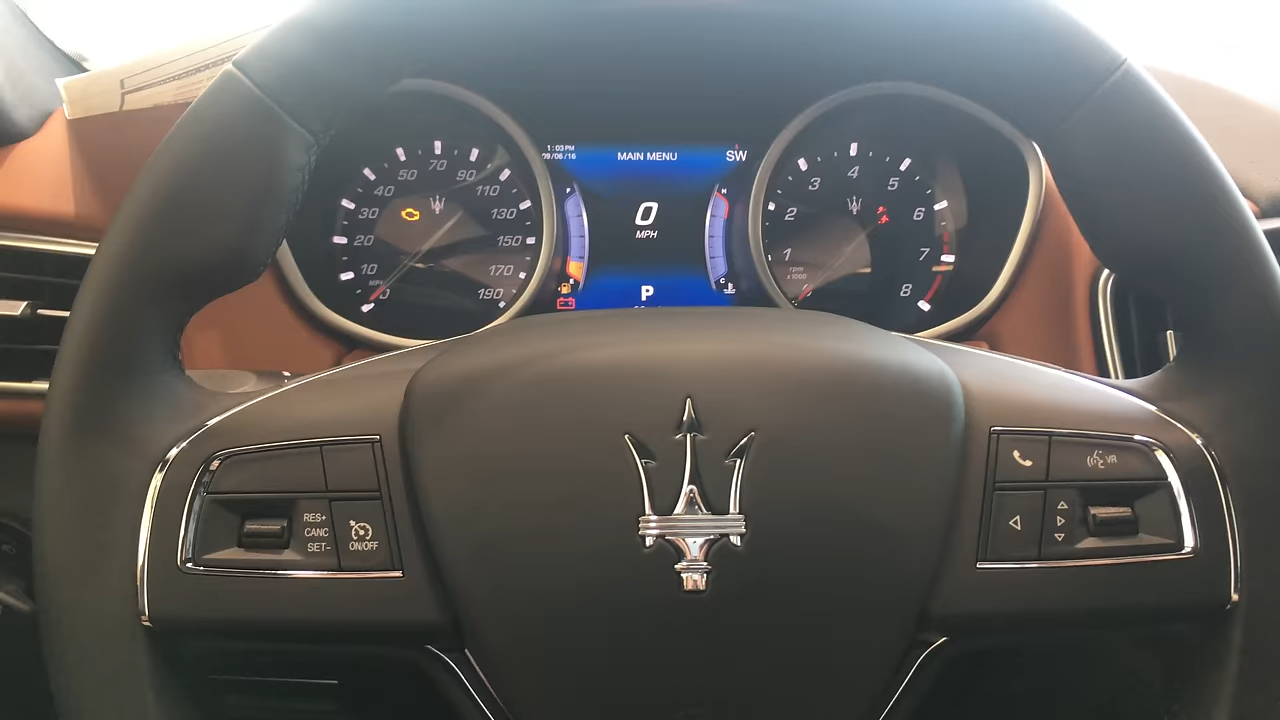 1:03 PM
09/06/16
MAIN MENU
SW
0
MPH
P
F
H
C
0
10
20
30
40
50
70
90
110
130
150
170
190
MPH
1
2
3
4
5
6
7
8
rpm
x1000
RES+
CANC
SET-
ON/OFF
VR